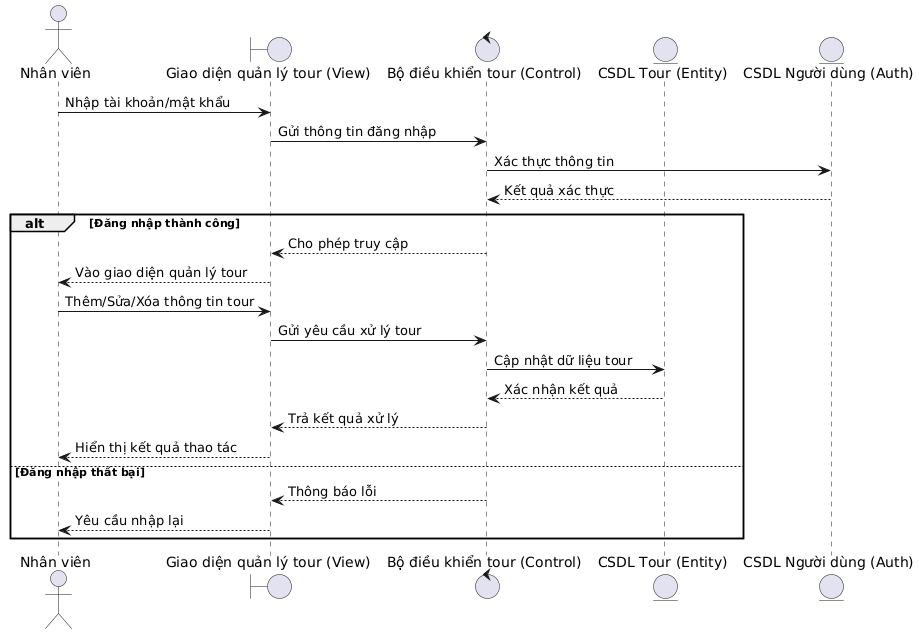 Nhân viên
Giao diện quản lý tour (View)
Bộ điều khiển tour (Control)
CSDL Tour (Entity)
CSDL Người dùng (Auth)
Nhập tài khoản/mật khẩu
Gửi thông tin đăng nhập
Xác thực thông tin
Kết quả xác thực
alt [Đăng nhập thành công]
Cho phép truy cập
Vào giao diện quản lý tour
Thêm/Sửa/Xóa thông tin tour
Gửi yêu cầu xử lý tour
Cập nhật dữ liệu tour
Xác nhận kết quả
Trả kết quả xử lý
Hiển thị kết quả thao tác
[Đăng nhập thất bại]
Thông báo lỗi
Yêu cầu nhập lại
Nhân viên
Giao diện quản lý tour (View)
Bộ điều khiển tour (Control)
CSDL Tour (Entity)
CSDL Người dùng (Auth)